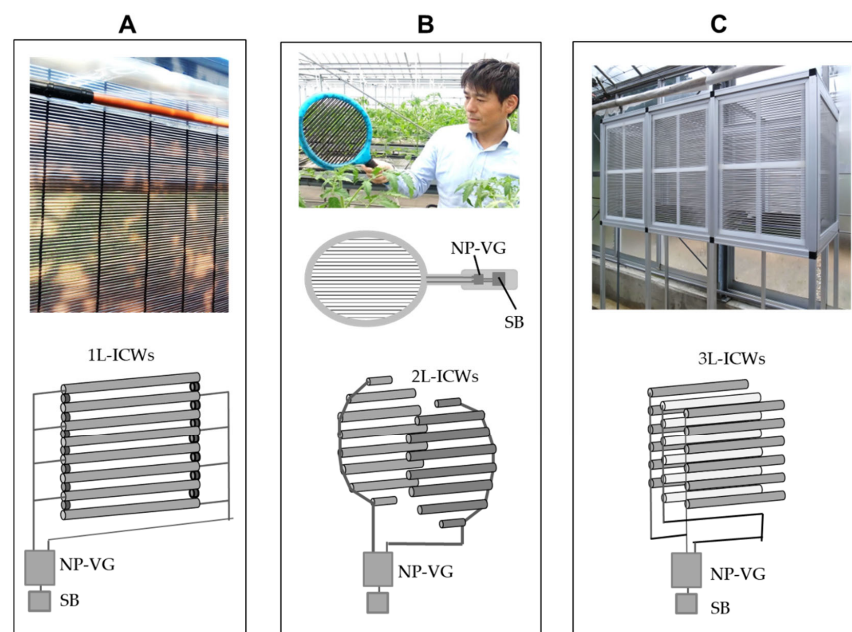 A
B
C
NP-VG
SB
1L-ICWs
2L-ICWs
3L-ICWs
NP-VG
SB
NP-VG
NP-VG
SB